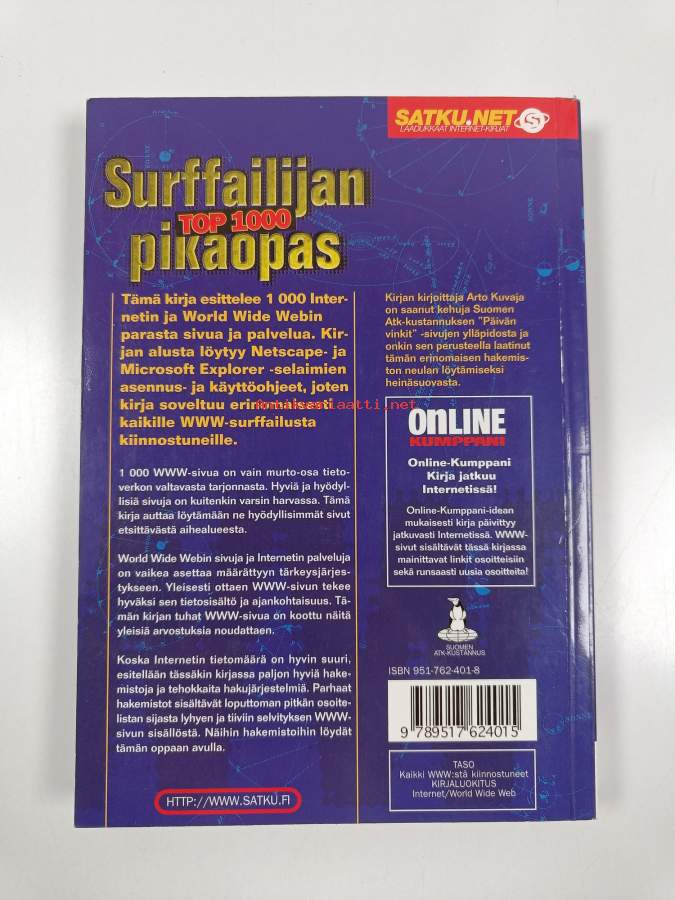 SATKU.NET
LAADUKKAAT INTERNET-KIRJAT
Surffailijan
TOP 1000
pikaopas
Tämä kirja esittelee 1 000 Inter-
netin ja World Wide Webin
parasta sivua ja palvelua. Kir-
jan alusta löytyy Netscape- ja
Microsoft Explorer -selaimien
asennus- ja käyttöohjeet, joten
kirja soveltuu erinomaisesti
kaikille WWW-surffailusta
kiinnostuneille.
1 000 WWW-sivua on vain murto-osa tieto-
verkon valtavasta tarjonnasta. Hyviä ja hyödyl-
lisiä sivuja on kuitenkin varsin harvassa. Tämä
kirja auttaa löytämään ne hyödyllisimmät sivut
etsittävästä aihealueesta.
World Wide Webin sivuja ja Internetin palveluja
on vaikea asettaa määrättyyn tärkeysjärjes-
tykseen. Yleisesti ottaen WWW-sivun tekee
hyväksi sen tietosisältö ja ajankohtaisuus. Tä-
män kirjan tuhat WWW-sivua on koottu näitä
yleisiä arvostuksia noudattaen.
Koska Internetin tietomäärä on hyvin suuri,
esitellään tässäkin kirjassa paljon hyviä hake-
mistoja ja tehokkaita hakujärjestelmiä. Parhaat
hakemistot sisältävät loputtoman pitkän osoite-
listan sijasta lyhyen ja tiiviin selvityksen WWW-
sivun sisällöstä. Näihin hakemistoihin löydät
tämän oppaan avulla.
HTTP://WWW.SATKU.FI
Kirjan kirjoittaja Arto Kuvaja
on saanut kehuja Suomen
Atk-kustannuksen "Päivän
vinkit" -sivujen ylläpidosta ja
onkin sen perusteella laatinut
tämän erinomaisen hakemis-
ton neulan löytämiseksi
heinäsuovasta.
Antikvariaatti.net
ONLINE
KUMPPANI
Online-Kumppani
Kirja jatkuu
Internetissä!
Online-Kumppani-idean
mukaisesti kirja päivittyy
jatkuvasti Internetissä. WWW-
sivut sisältävät tässä kirjassa
mainittavat linkit osoitteisiin
sekä runsaasti uusia osoitteita!
SUOMEN
ATK-KUSTANNUS
ISBN 951-762-401-8
9 789517 624015
TASO
Kaikki WWW:stä kiinnostuneet
KIRJALUOKITUS
Internet/World Wide Web